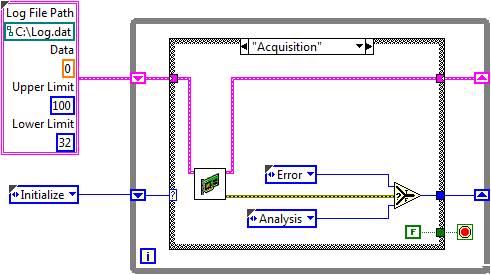 Log File Path
C:\Log.dat
Data
0
Upper Limit
100
Lower Limit
32
"Acquisition"
Initialize
?
Error
Analysis
?
F
i